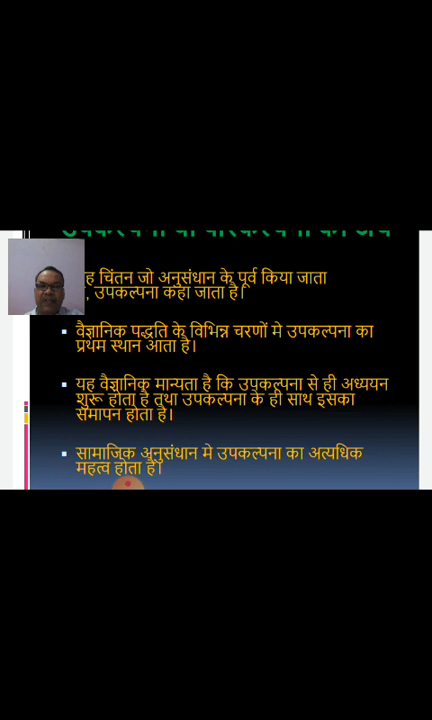 चिंतन जो अनुसंधान के पूर्व किया जाता
, उपकल्पना कहा जाता है।
वैज्ञानिक पद्धति के विभिन्न चरणों मे उपकल्पना का
प्रथम स्थान आता है।
यह वैज्ञानिक मान्यता है कि उपकल्पना से ही अध्ययन
शुरू होता है तथा उपकल्पना के ही साथ इसका
समापन होता है।
सामाजिक अनुसंधान मे उपकल्पना का अत्यधिक
महत्व होता है।